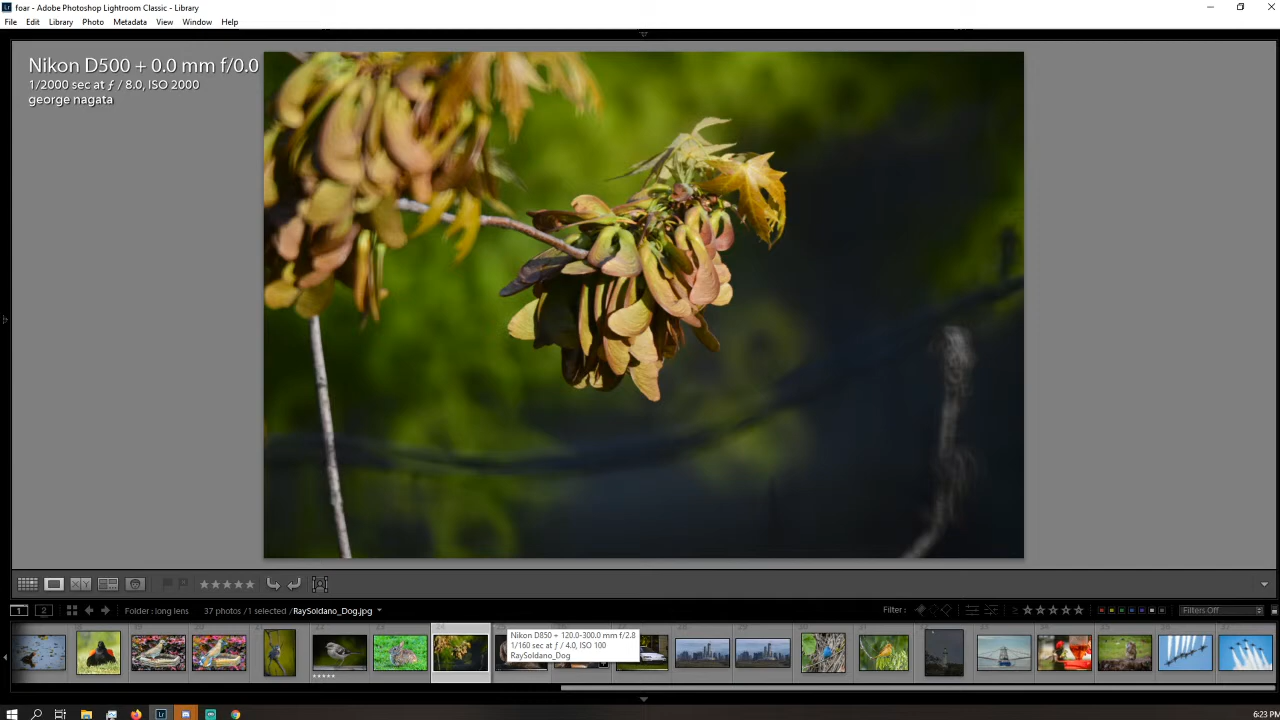 foar - Adobe Photoshop Lightroom Classic - Library
File Edit Library Photo Metadata View Window Help
Nikon D500 + 0.0 mm f/0.0
1/2000 sec at ƒ / 8.0, ISO 2000
george nagata
1 2 Folder : long lens 37 photos / 1 selected / RaySoldano_Dog.jpg Filter : Filters Off
Nikon D850 + 120.0-300.0 mm f/2.8
1/160 sec at ƒ / 4.0, ISO 100
RaySoldano_Dog
6:23 PM